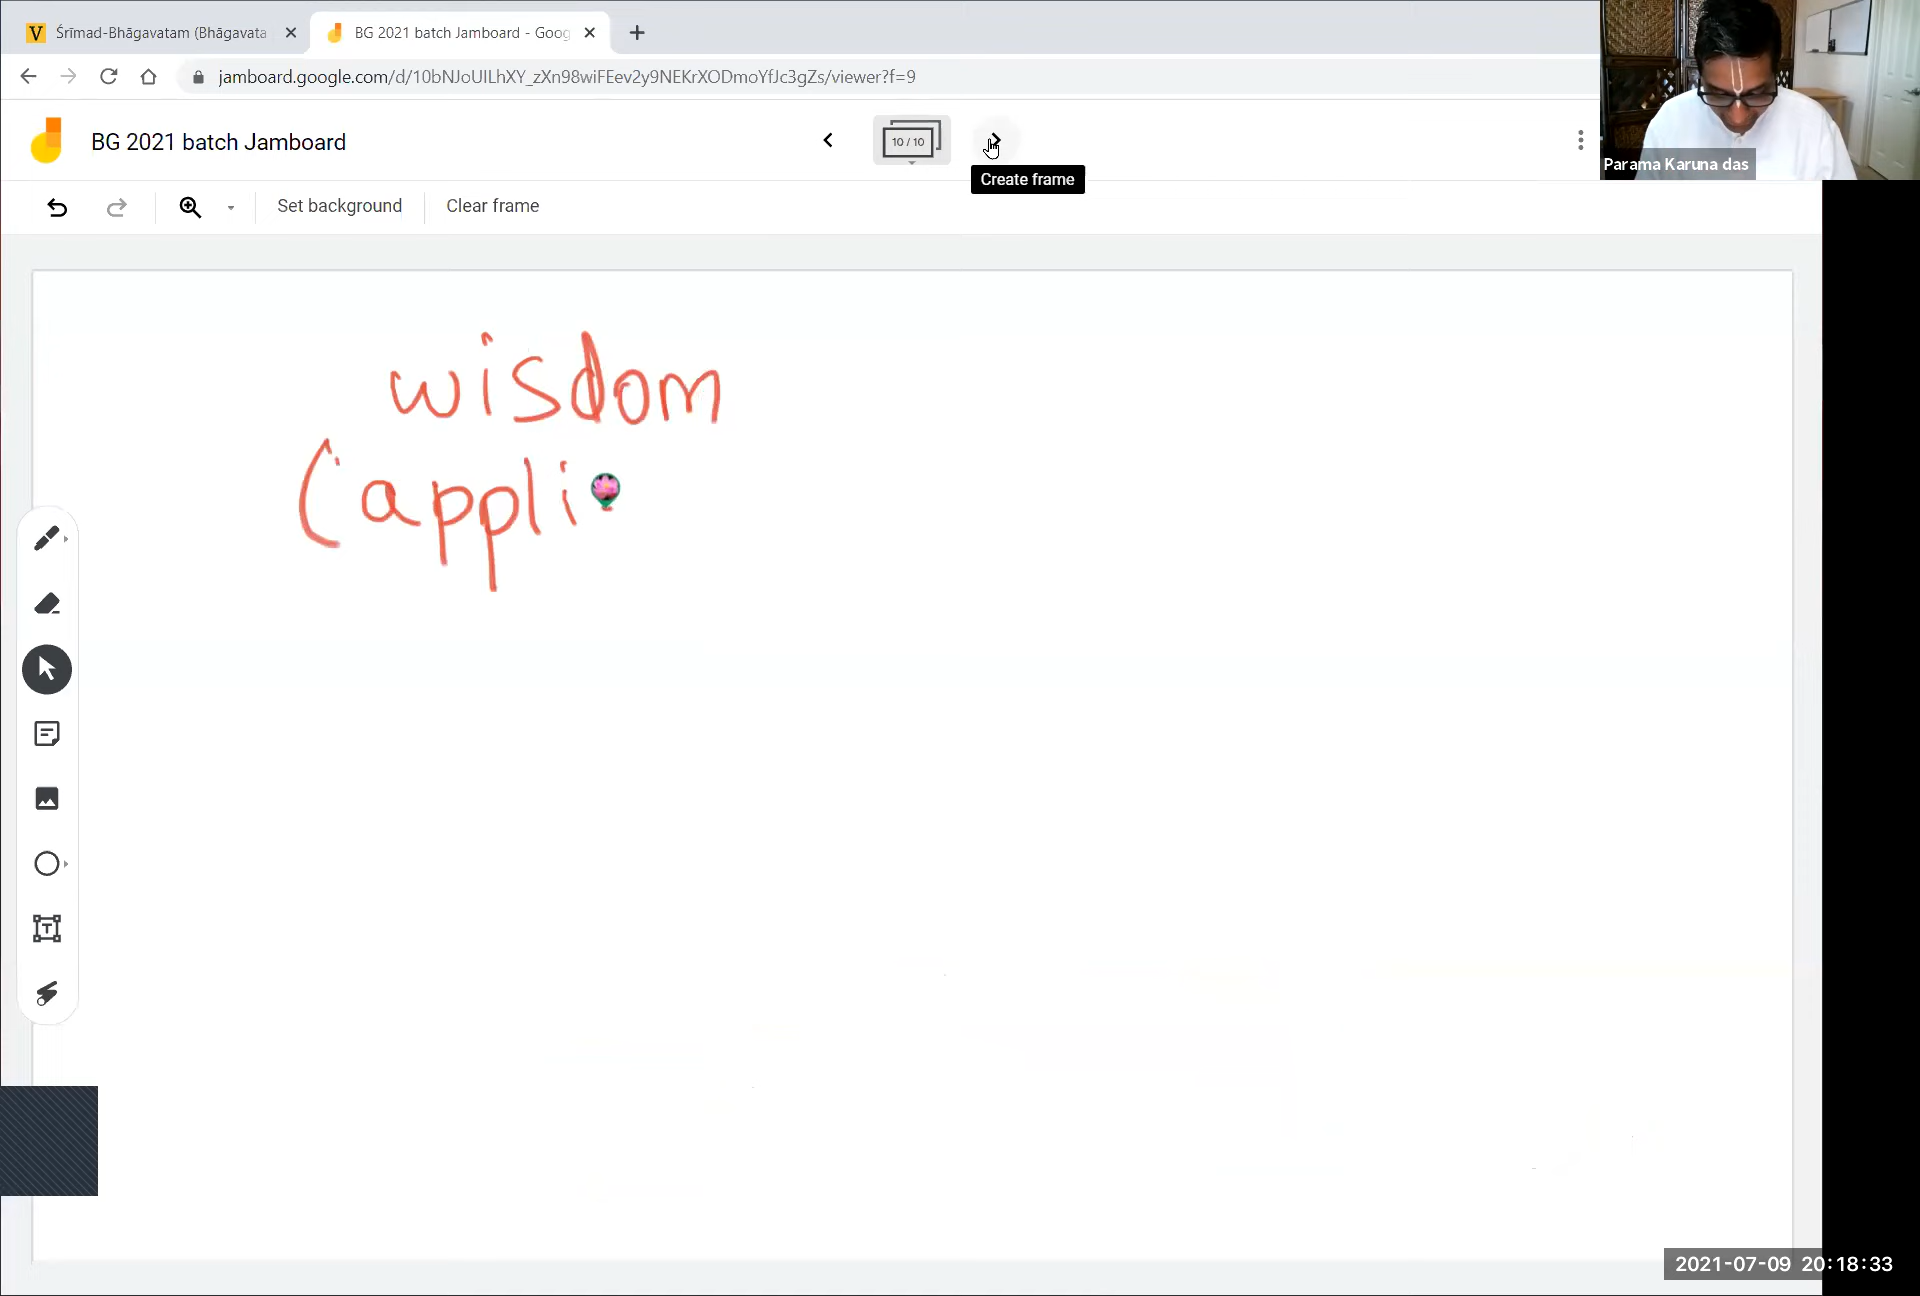 Śrīmad-Bhāgavatam (Bhāgavata
BG 2021 batch Jamboard - Goog
jamboard.google.com/d/10bNJoUILhXY_zXn98wiFEev2y9NEKrXODmoYfJc3gZs/viewer?f=9
BG 2021 batch Jamboard
10 / 10
Create frame
Parama Karuna das
Set background
Clear frame
wisdom
(appli
2021-07-09 20:18:33